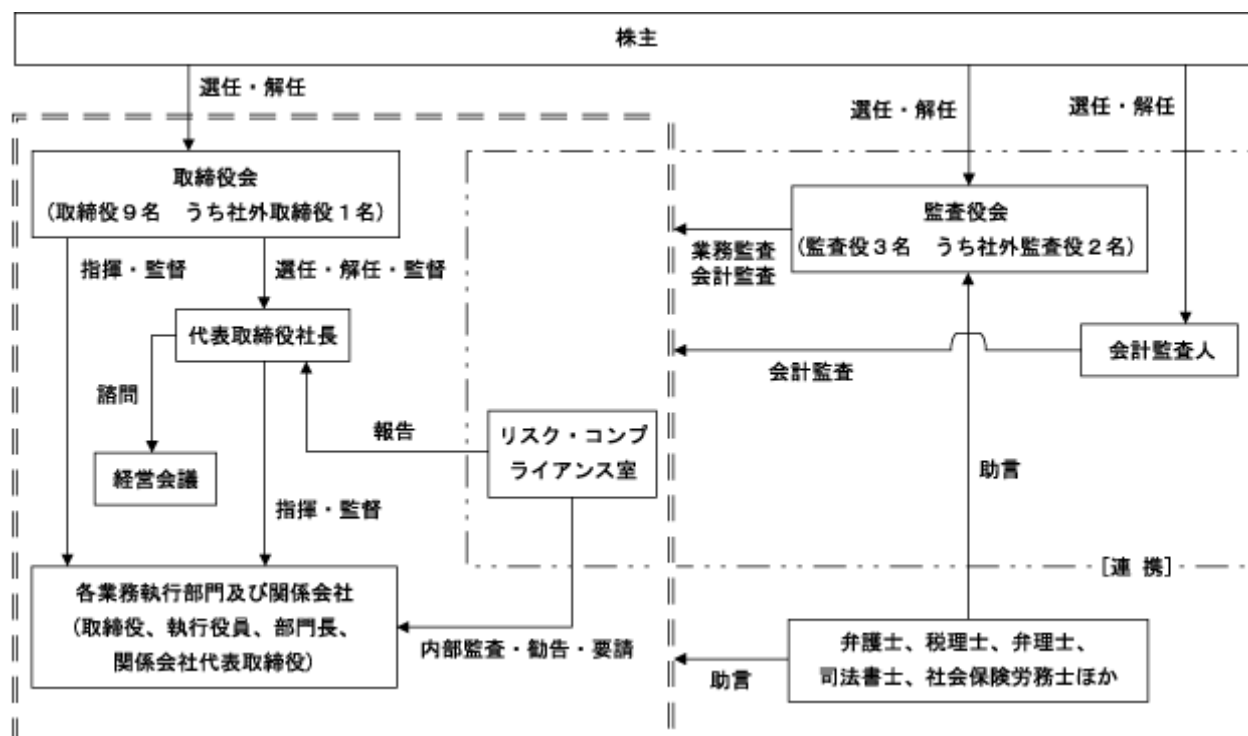 株主
選任・解任
選任・解任
選任・解任
取締役会
(取締役9名　うち社外取締役1名)
監査役会
(監査役3名　うち社外監査役2名)
業務監査
会計監査
指揮・監督
選任・解任・監督
代表取締役社長
会計監査人
会計監査
諮問
報告
リスク・コンプ
ライアンス室
経営会議
助言
指揮・監督
[連 携]
各業務執行部門及び関係会社
(取締役、執行役員、部門長、
関係会社代表取締役)
内部監査・勧告・要請
助言
弁護士、税理士、弁理士、
司法書士、社会保険労務士ほか